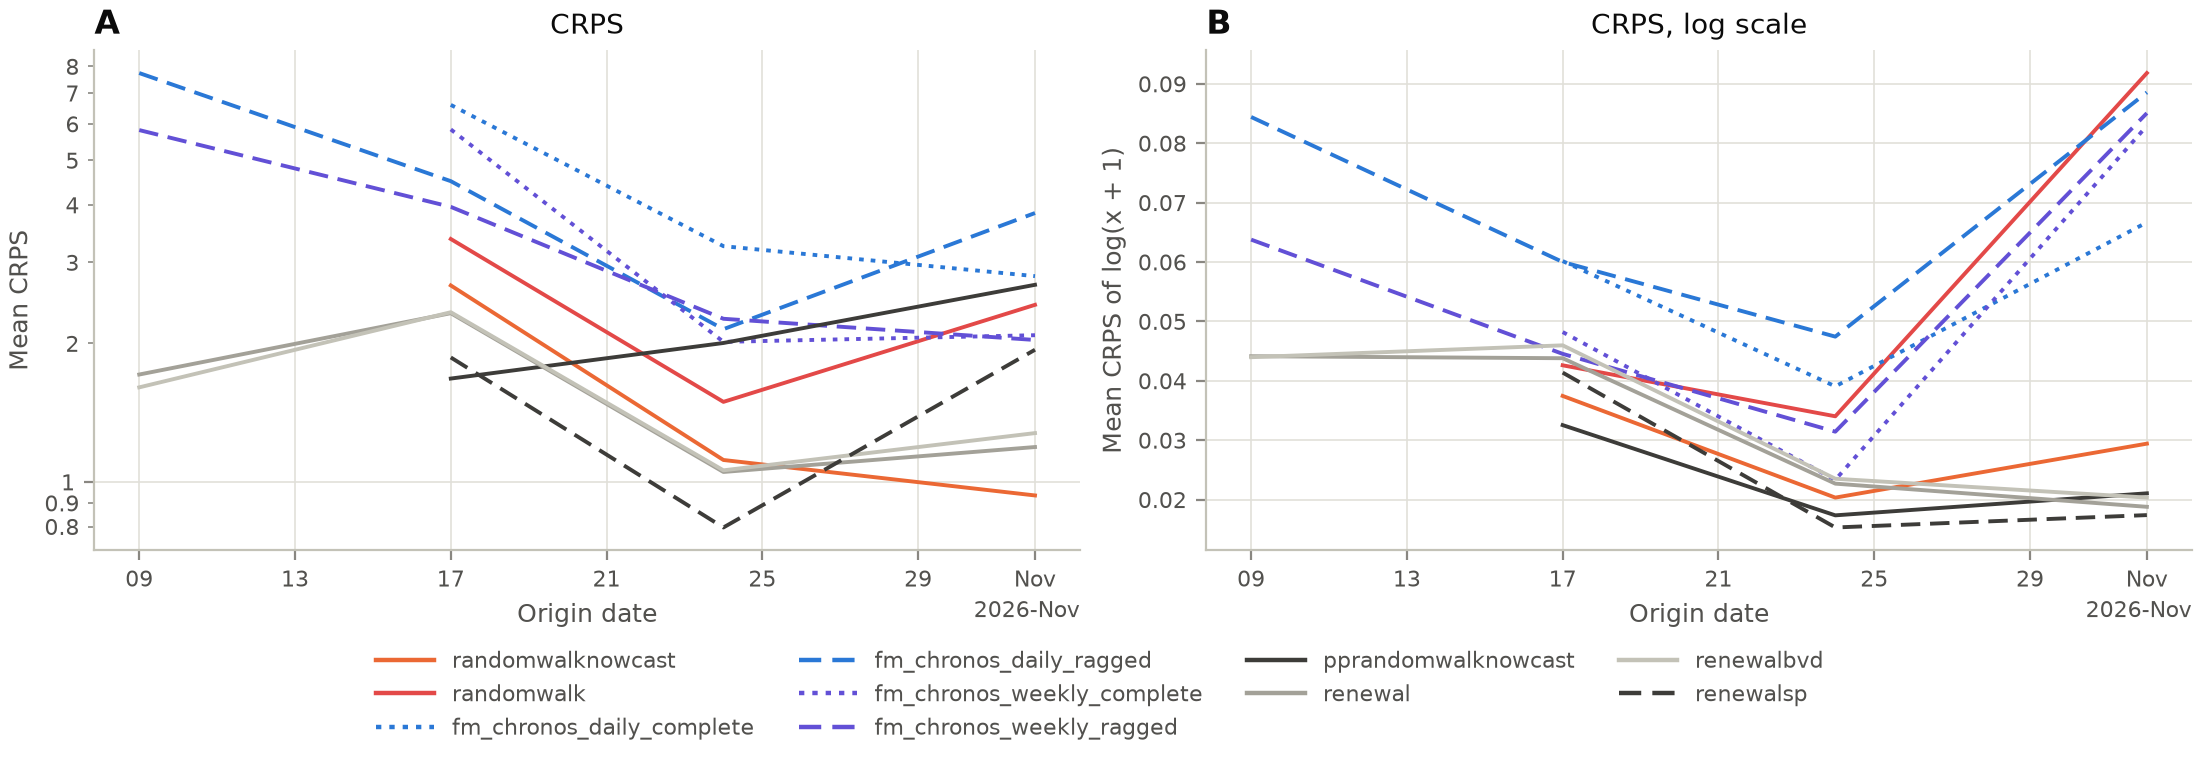 A
CRPS
8
7
6
5
4
3
2
1
0.9
0.8
Mean CRPS
09
13
17
21
25
29
Nov
2026-Nov
Origin date
B
CRPS, log scale
0.09
0.08
0.07
0.06
0.05
0.04
0.03
0.02
Mean CRPS of log(x + 1)
09
13
17
21
25
29
Nov
2026-Nov
Origin date
randomwalknowcast
randomwalk
fm_chronos_daily_complete
fm_chronos_daily_ragged
fm_chronos_weekly_complete
fm_chronos_weekly_ragged
pprandomwalknowcast
renewal
renewalbvd
renewalsp